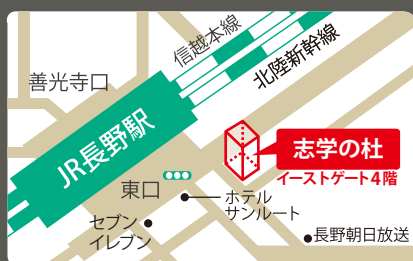 信越本線
北陸新幹線
善光寺口
JR長野駅
志学の杜
イーストゲート4階
東口
ホテル
サンルート
セブン
イレブン
長野朝日放送